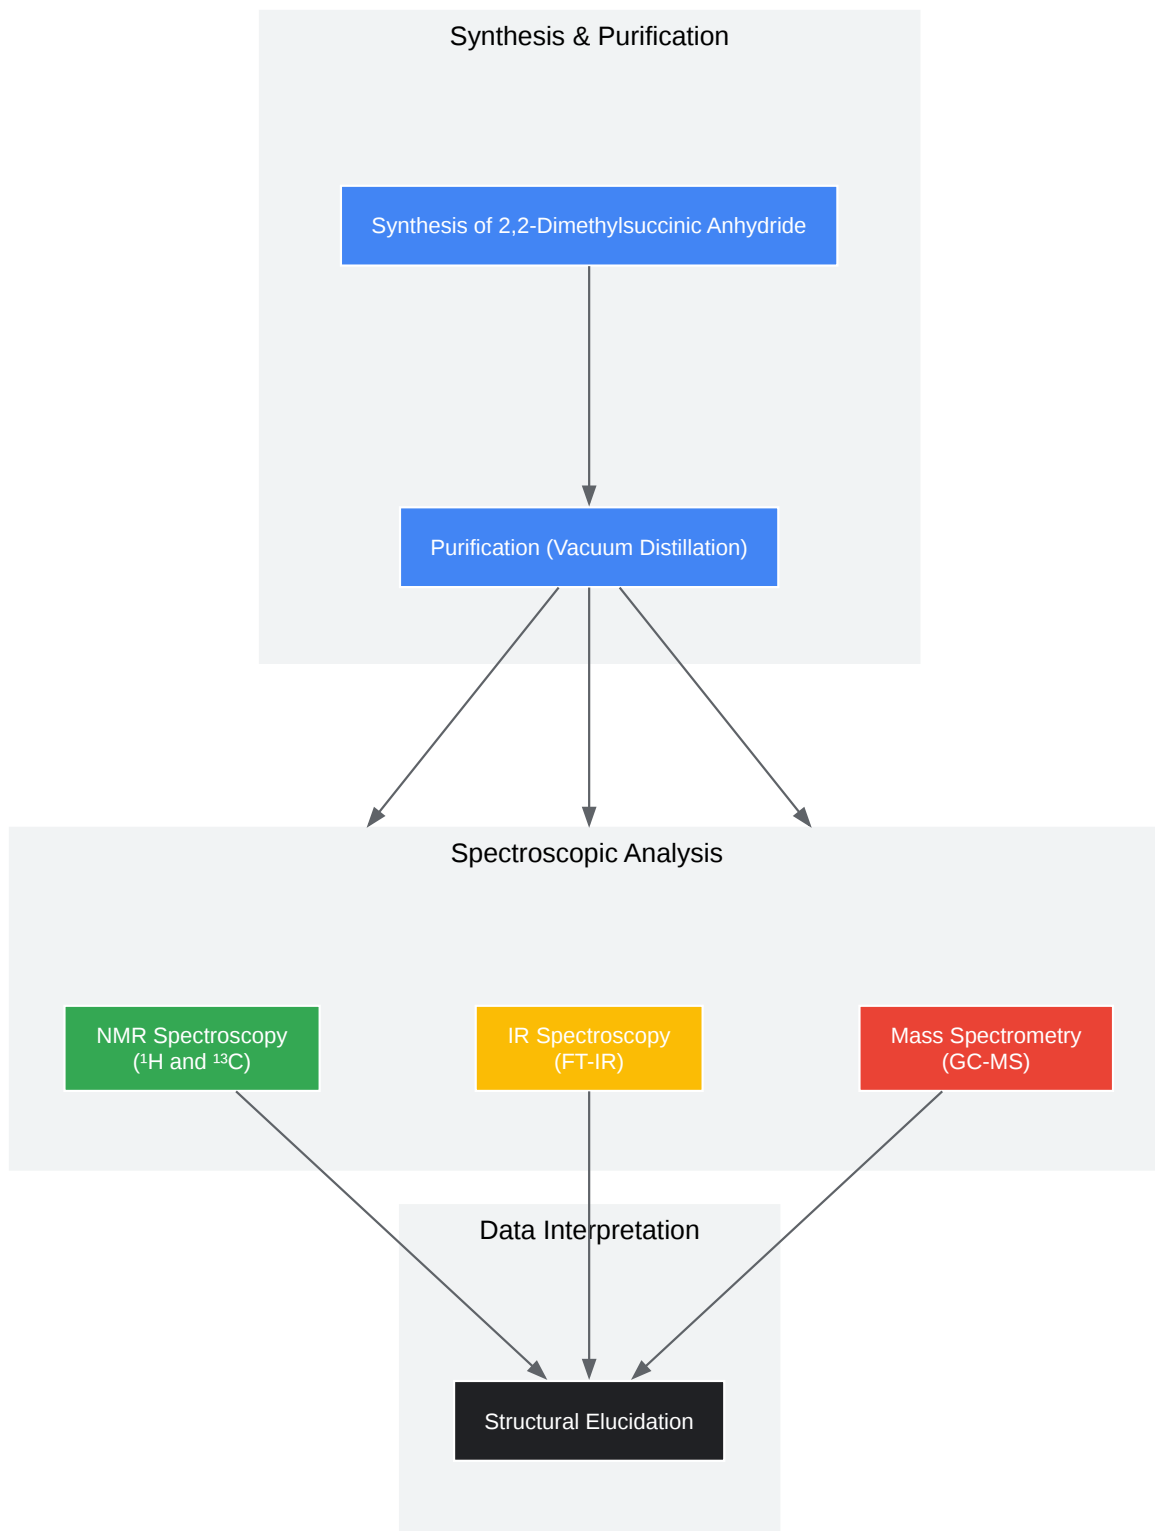 Synthesis & Purification
Synthesis of 2,2-Dimethylsuccinic Anhydride
Purification (Vacuum Distillation)
Spectroscopic Analysis
NMR Spectroscopy
(¹H and ¹³C)
IR Spectroscopy
(FT-IR)
Mass Spectrometry
(GC-MS)
Data Interpretation
Structural Elucidation